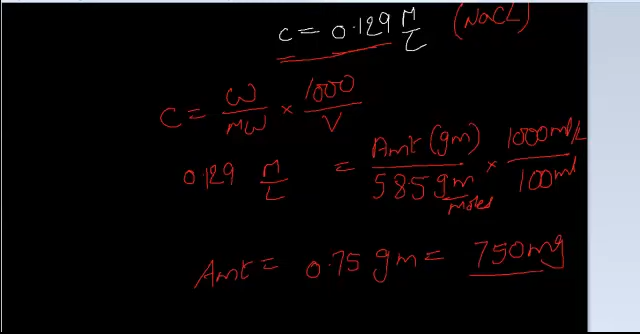 C = 0.129 M/L (NaCL)
C = W/MW × 1000/V
0.129 M/L = Amt (gm)/58.5 gm/moles × 1000 ml/L/100 ml
Amt = 0.75 gm = 750 mg